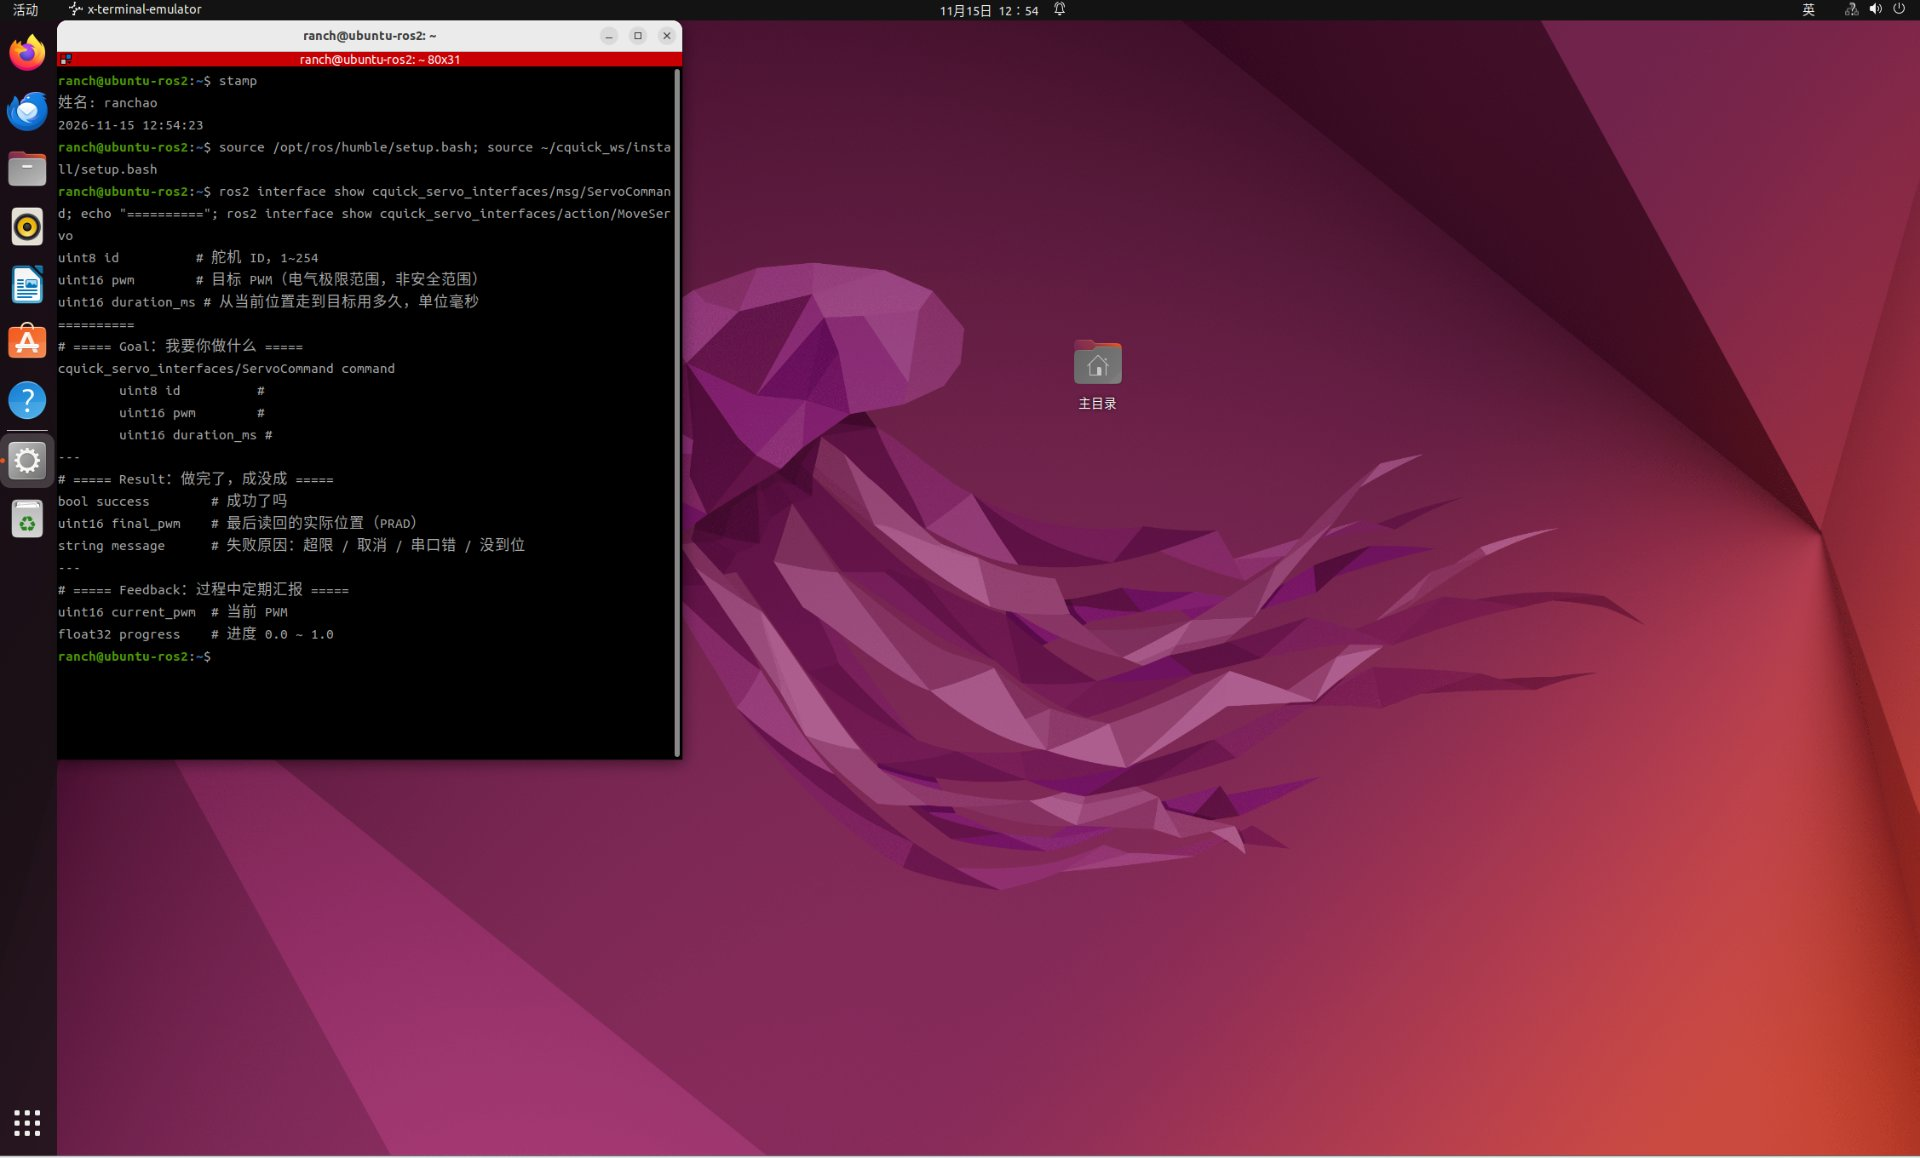 活动
x-terminal-emulator
11月15日 12：54
英
ranch@ubuntu-ros2: ~
ranch@ubuntu-ros2: ~ 80x31
ranch@ubuntu-ros2:~$ stamp
姓名: ranchao
2026-11-15 12:54:23
ranch@ubuntu-ros2:~$ source /opt/ros/humble/setup.bash; source ~/cquick_ws/insta
ll/setup.bash
ranch@ubuntu-ros2:~$ ros2 interface show cquick_servo_interfaces/msg/ServoComman
d; echo "=========="; ros2 interface show cquick_servo_interfaces/action/MoveSer
vo
uint8 id          # 舵机 ID，1~254
uint16 pwm        # 目标 PWM（电气极限范围，非安全范围）
uint16 duration_ms # 从当前位置走到目标用多久，单位毫秒
==========
# ===== Goal：我要你做什么 =====
cquick_servo_interfaces/ServoCommand command
        uint8 id          #
        uint16 pwm        #
        uint16 duration_ms #
---
# ===== Result：做完了，成没成 =====
bool success        # 成功了吗
uint16 final_pwm    # 最后读回的实际位置（PRAD）
string message      # 失败原因：超限 / 取消 / 串口错 / 没到位
---
# ===== Feedback：过程中定期汇报 =====
uint16 current_pwm  # 当前 PWM
float32 progress    # 进度 0.0 ~ 1.0
ranch@ubuntu-ros2:~$
主目录